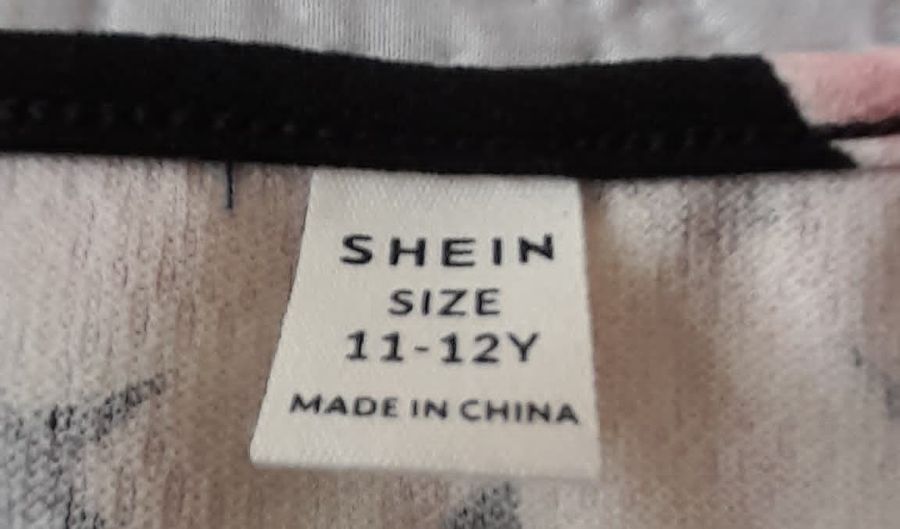 SHEIN
SIZE
11-12Y
MADE IN CHINA